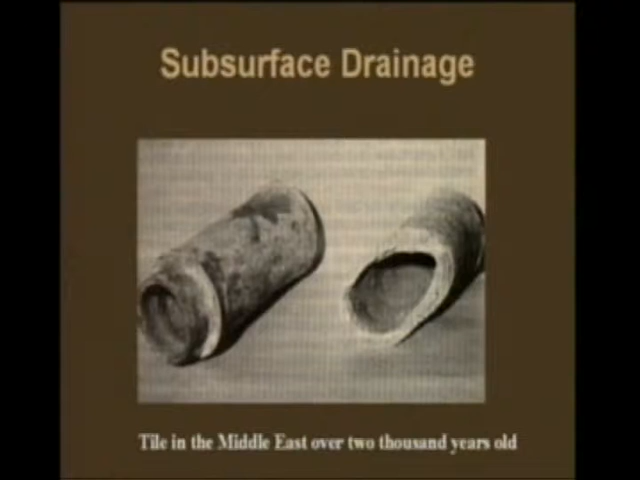 Subsurface Drainage
Tile in the Middle East over two thousand years old